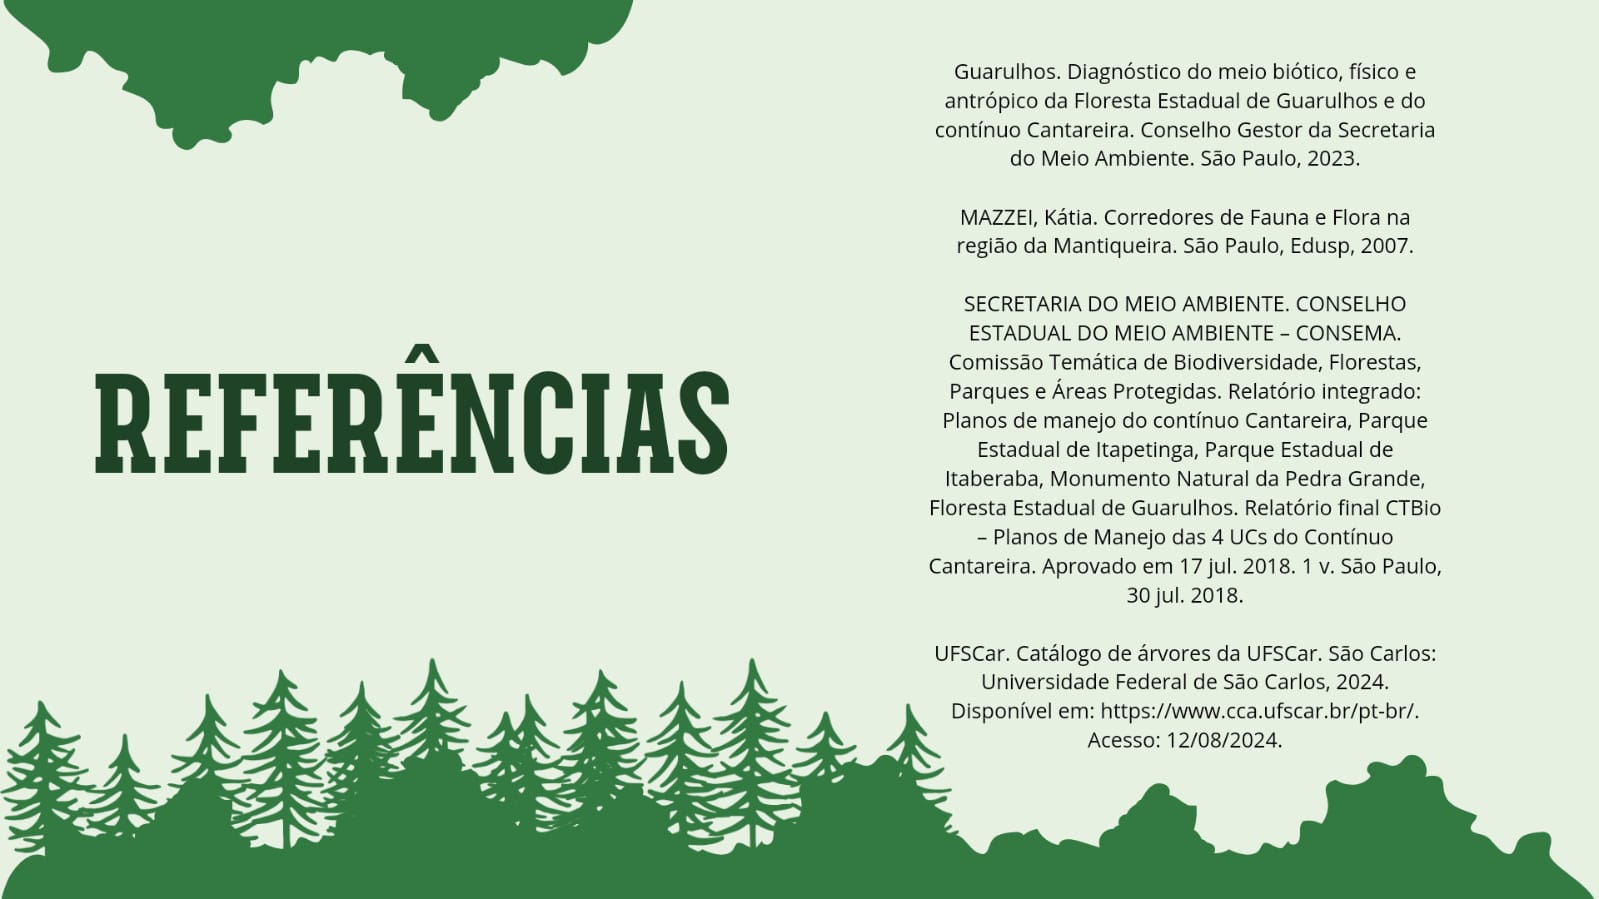 REFERÊNCIAS
Guarulhos. Diagnóstico do meio biótico, físico e
antrópico da Floresta Estadual de Guarulhos e do
contínuo Cantareira. Conselho Gestor da Secretaria
do Meio Ambiente. São Paulo, 2023.
MAZZEI, Kátia. Corredores de Fauna e Flora na
região da Mantiqueira. São Paulo, Edusp, 2007.
SECRETARIA DO MEIO AMBIENTE. CONSELHO
ESTADUAL DO MEIO AMBIENTE – CONSEMA.
Comissão Temática de Biodiversidade, Florestas,
Parques e Áreas Protegidas. Relatório integrado:
Planos de manejo do contínuo Cantareira, Parque
Estadual de Itapetinga, Parque Estadual de
Itaberaba, Monumento Natural da Pedra Grande,
Floresta Estadual de Guarulhos. Relatório final CTBio
– Planos de Manejo das 4 UCs do Contínuo
Cantareira. Aprovado em 17 jul. 2018. 1 v. São Paulo,
30 jul. 2018.
UFSCar. Catálogo de árvores da UFSCar. São Carlos:
Universidade Federal de São Carlos, 2024.
Disponível em: https://www.cca.ufscar.br/pt-br/.
Acesso: 12/08/2024.